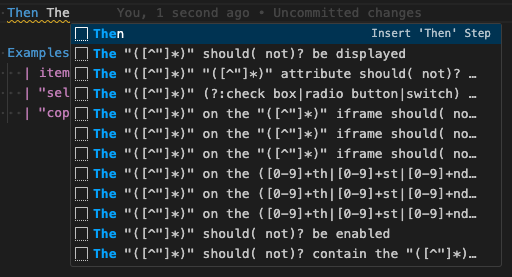 Then The You, 1 second ago • Uncommitted changes
Then Insert 'Then' Step
The "([^"]*)" should( not)? be displayed
Examples
The "([^"]*)" "([^"]*)" attribute should( not)? …
| item
The "([^"]*)" (?:check box|radio button|switch) …
| "sel
The "([^"]*)" on the "([^"]*)" iframe should( no…
| "cop
The "([^"]*)" on the "([^"]*)" iframe should( no…
The "([^"]*)" on the "([^"]*)" iframe should( no…
The "([^"]*)" on the ([0-9]+th|[0-9]+st|[0-9]+nd…
The "([^"]*)" on the ([0-9]+th|[0-9]+st|[0-9]+nd…
The "([^"]*)" on the ([0-9]+th|[0-9]+st|[0-9]+nd…
The "([^"]*)" should( not)? be enabled
The "([^"]*)" should( not)? contain the "([^"]*)…